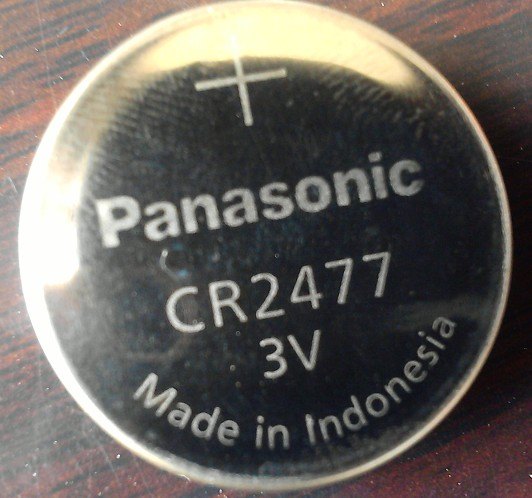 +
Panasonic
CR2477
3V
Made in Indonesia